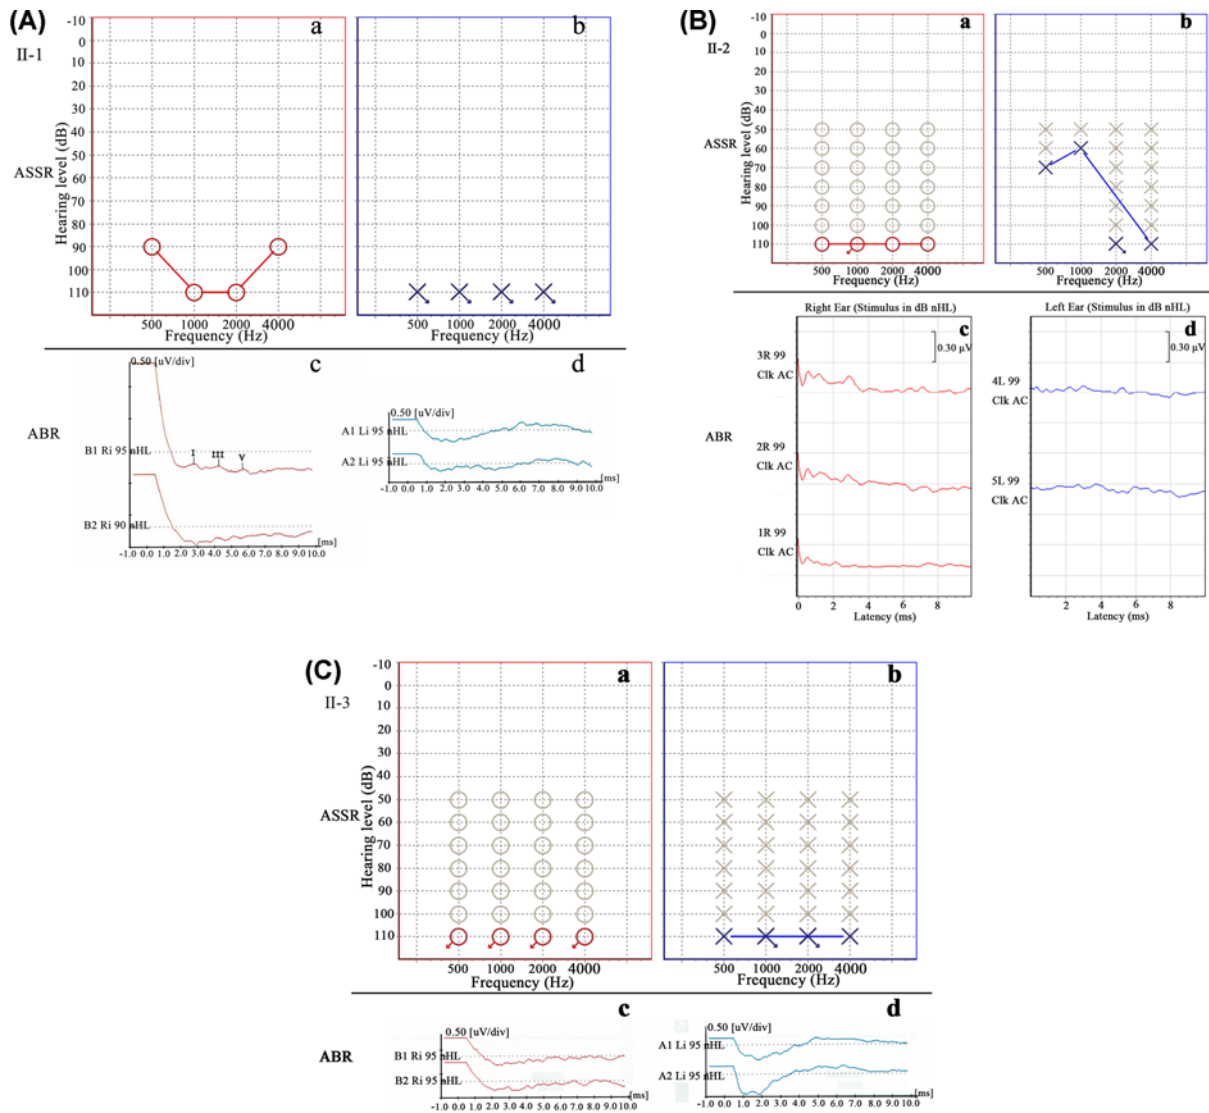 (A)
II-1
ASSR
Hearing level (dB)
-10
0
10
20
30
40
50
60
70
80
90
100
110
a
b
500 1000 2000 4000
Frequency (Hz)
500 1000 2000 4000
Frequency (Hz)
ABR
c
0.50 [uV/div]
B1 Ri 95 nHL
I III V
B2 Ri 90 nHL
[ms]
-1.0 0.0 1.0 2.0 3.0 4.0 5.0 6.0 7.0 8.0 9.0 10.0
d
0.50 [uV/div]
A1 Li 95 nHL
A2 Li 95 nHL
[ms]
-1.0 0.0 1.0 2.0 3.0 4.0 5.0 6.0 7.0 8.0 9.0 10.0
(B)
II-2
ASSR
Hearing level (dB)
-10
0
10
20
30
40
50
60
70
80
90
100
110
a
b
500 1000 2000 4000
Frequency (Hz)
500 1000 2000 4000
Frequency (Hz)
ABR
Right Ear (Stimulus in dB nHL)
c
0.30 μV
3R 99
Clk AC
2R 99
Clk AC
1R 99
Clk AC
0 2 4 6 8
Latency (ms)
Left Ear (Stimulus in dB nHL)
d
0.30 μV
4L 99
Clk AC
5L 99
Clk AC
2 4 6 8
Latency (ms)
(C)
II-3
ASSR
Hearing level (dB)
-10
0
10
20
30
40
50
60
70
80
90
100
110
a
b
500 1000 2000 4000
Frequency (Hz)
500 1000 2000 4000
Frequency (Hz)
ABR
c
0.50 [uV/div]
B1 Ri 95 nHL
B2 Ri 95 nHL
[ms]
-1.0 0.0 1.0 2.0 3.0 4.0 5.0 6.0 7.0 8.0 9.0 10.0
d
0.50 [uV/div]
A1 Li 95 nHL
A2 Li 95 nHL
[ms]
-1.0 0.0 1.0 2.0 3.0 4.0 5.0 6.0 7.0 8.0 9.0 10.0